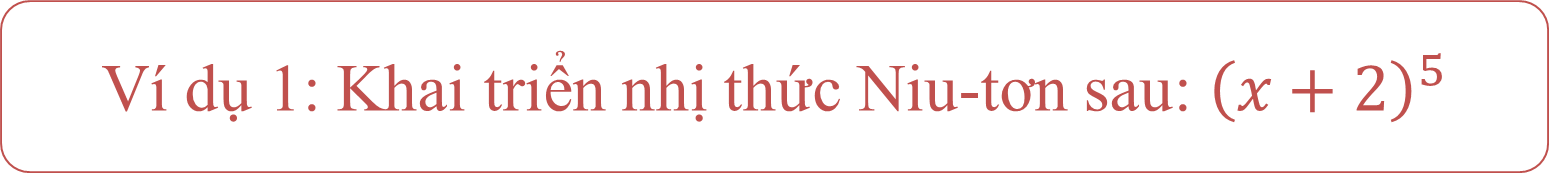 Ví dụ 1: Khai triển nhị thức Niu-tơn sau: (x + 2)⁵